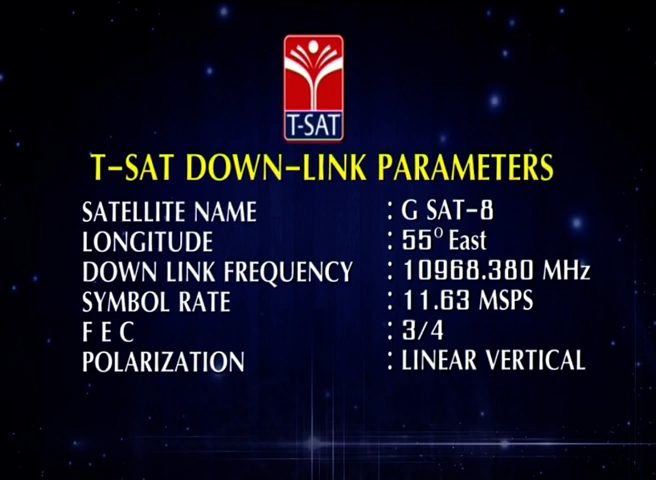 T-SAT
T-SAT DOWN-LINK PARAMETERS
SATELLITE NAME : G SAT-8
LONGITUDE : 55⁰ East
DOWN LINK FREQUENCY : 10968.380 MHz
SYMBOL RATE : 11.63 MSPS
F E C : 3/4
POLARIZATION : LINEAR VERTICAL